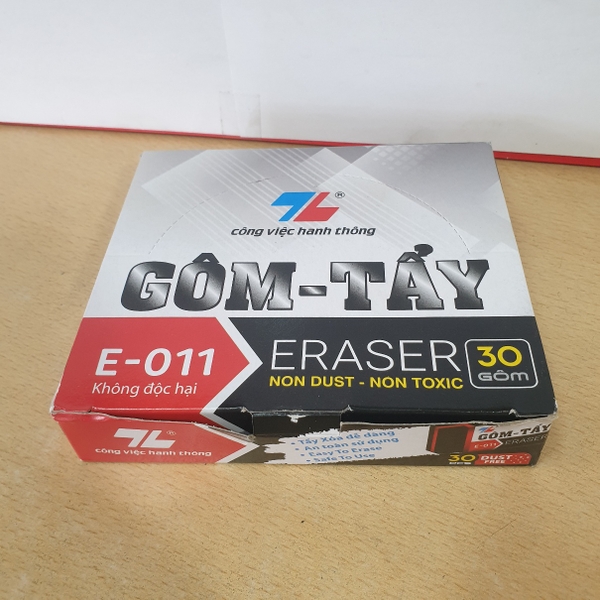 TL®
công việc hanh thông
GÔM-TẨY
E-011
Không độc hại
ERASER
NON DUST - NON TOXIC
30
GÔM
TL®
công việc hanh thông
• Tẩy Xóa dễ dàng
• An toàn sử dụng
• Easy To Erase
• Safe To Use
GÔM-TẨY
E-011 ERASER
30
DUST
FREE